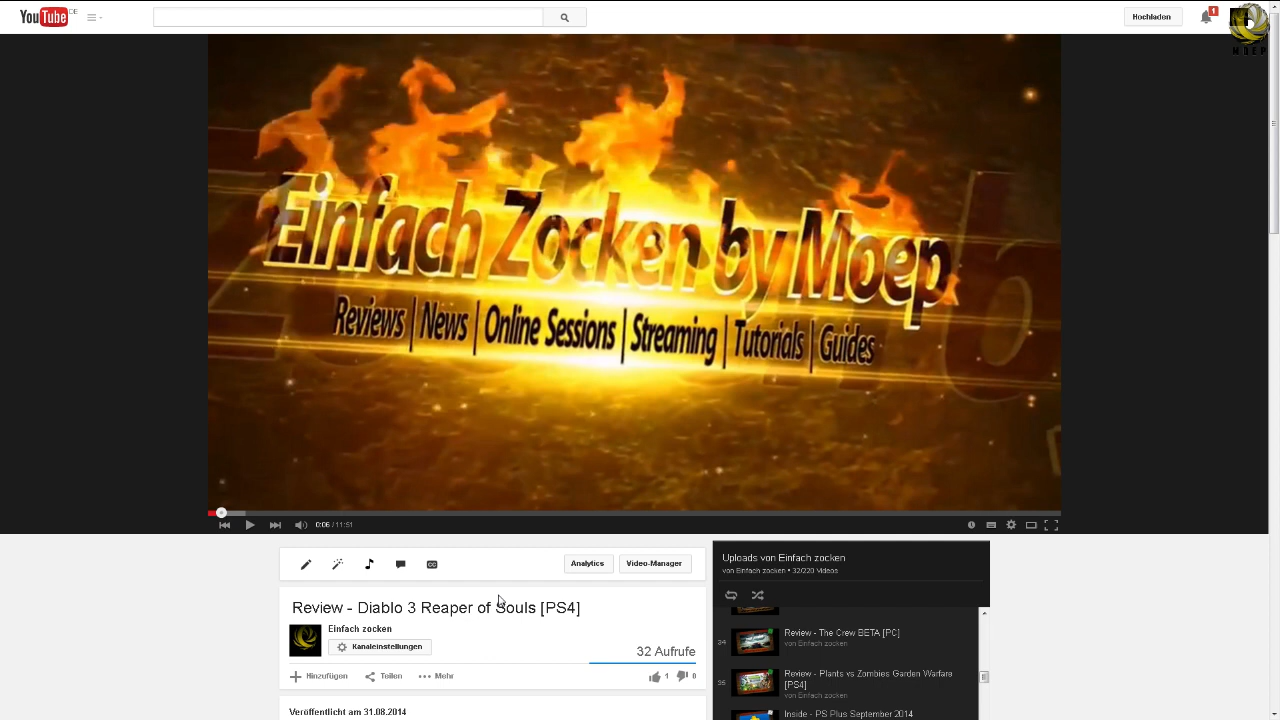 YouTube DE
Hochladen
1
MOEP
Einfach Zocken by Moep
Reviews | News | Online Sessions | Streaming | Tutorials | Guides
0:06 / 11:51
Analytics
Video-Manager
Review - Diablo 3 Reaper of Souls [PS4]
Einfach zocken
Kanaleinstellungen
32 Aufrufe
Hinzufügen
Teilen
Mehr
1
0
Veröffentlicht am 31.08.2014
Uploads von Einfach zocken
von Einfach zocken • 32/220 Videos
34
Review - The Crew BETA [PC]
von Einfach zocken
35
Review - Plants vs Zombies Garden Warfare
[PS4]
von Einfach zocken
Inside - PS Plus September 2014